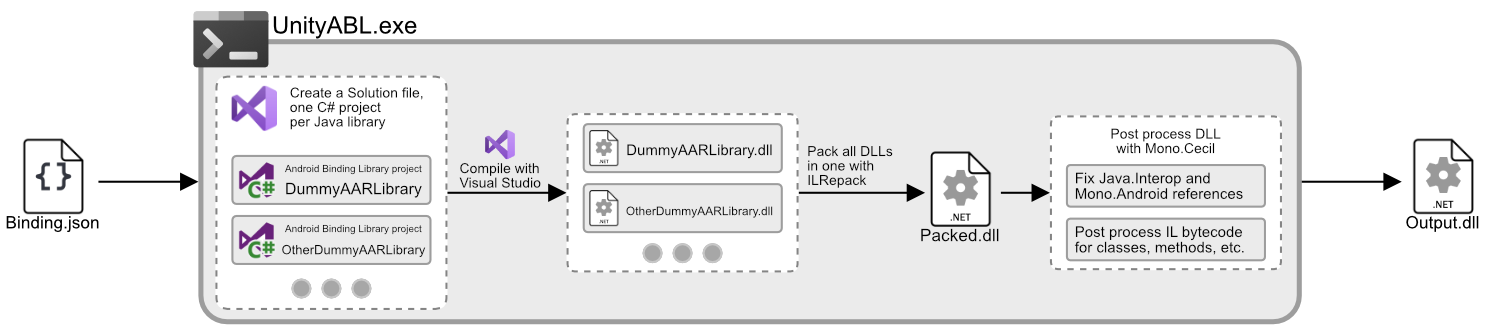 UnityABL.exe
Binding.json
Create a Solution file,
one C# project
per Java library
Android Binding Library project
C#
DummyAARLibrary
Android Binding Library project
C#
OtherDummyAARLibrary
Compile with
Visual Studio
.NET
DummyAARLibrary.dll
.NET
OtherDummyAARLibrary.dll
Pack all DLLs
in one with
ILRepack
.NET
Packed.dll
Post process DLL
with Mono.Cecil
Fix Java.Interop and
Mono.Android references
Post process IL bytecode
for classes, methods, etc.
.NET
Output.dll